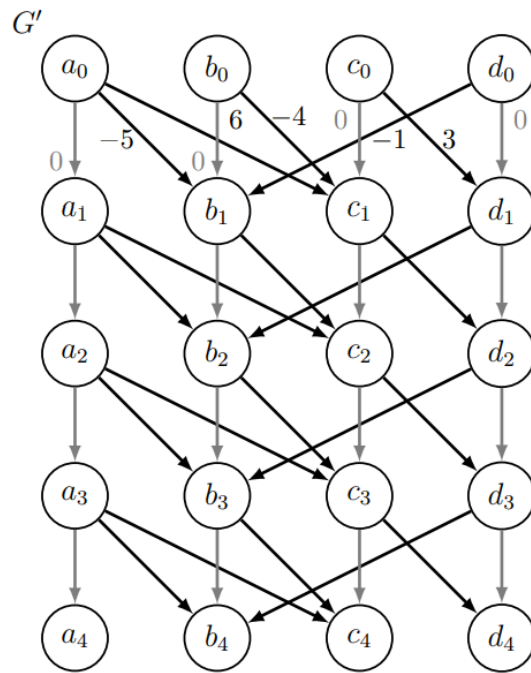 G′
a₀ b₀ c₀ d₀
0 −5 0 6 −4 0 −1 3 0
a₁ b₁ c₁ d₁
a₂ b₂ c₂ d₂
a₃ b₃ c₃ d₃
a₄ b₄ c₄ d₄